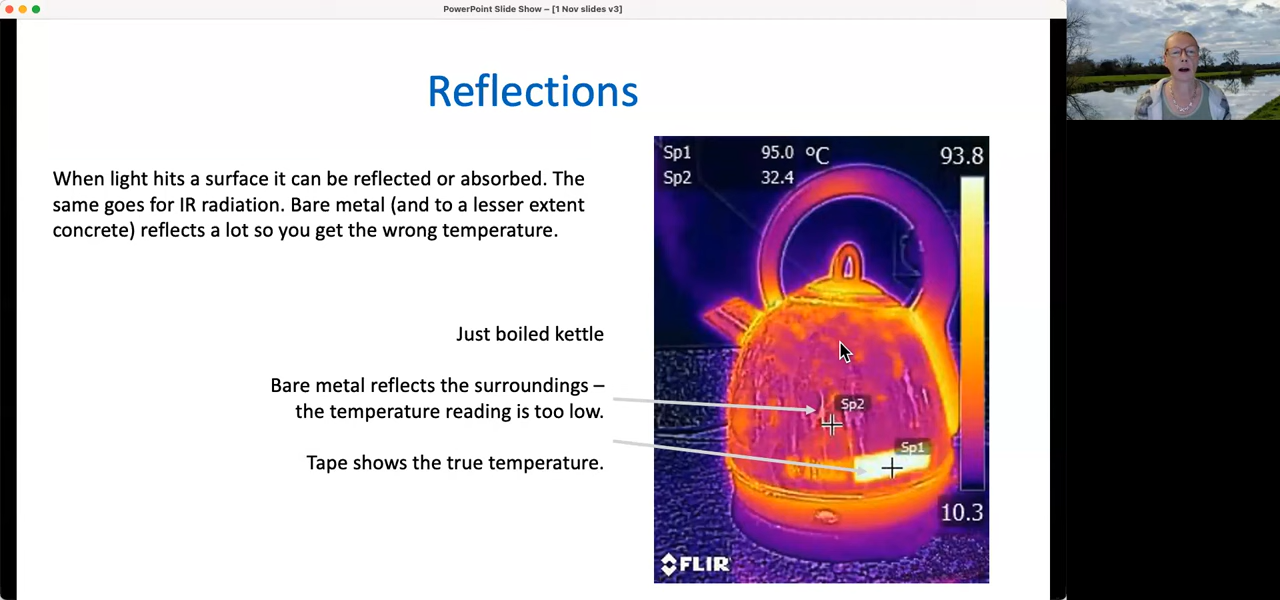 PowerPoint Slide Show – [1 Nov slides v3]
Reflections
When light hits a surface it can be reflected or absorbed. The
same goes for IR radiation. Bare metal (and to a lesser extent
concrete) reflects a lot so you get the wrong temperature.
Just boiled kettle
Bare metal reflects the surroundings –
the temperature reading is too low.
Tape shows the true temperature.
Sp1 95.0 °C 93.8
Sp2 32.4
Sp2
Sp1
10.3
FLIR